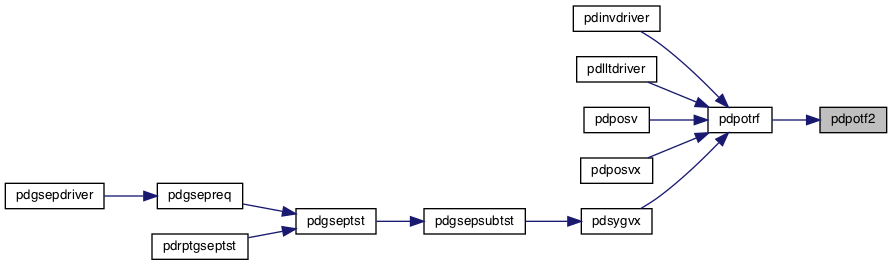 pdinvdriver
pdlltdriver
pdposv
pdpotrf
pdpotf2
pdposvx
pdgsepdriver
pdgsepreq
pdgseptst
pdgsepsubtst
pdsygvx
pdrptgseptst